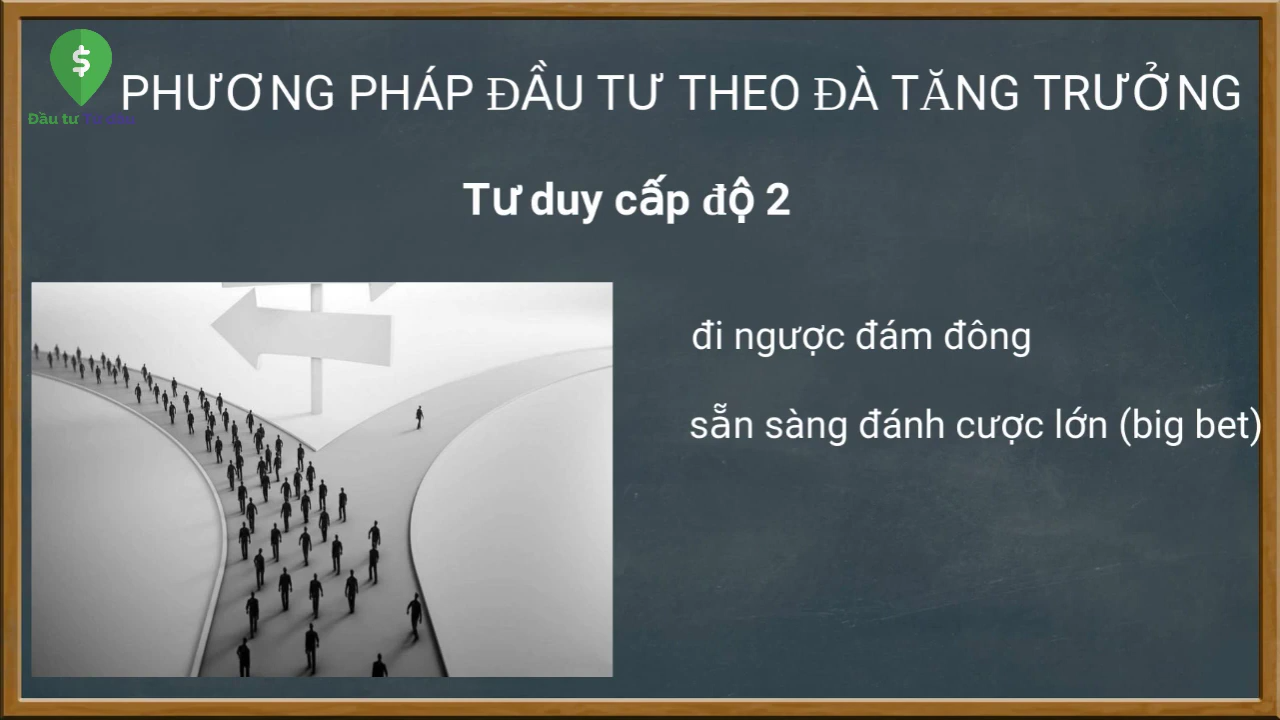 PHƯƠNG PHÁP ĐẦU TƯ THEO ĐÀ TĂNG TRƯỞNG
Đầu tư
Tư duy cấp độ 2
đi ngược đám đông
sẵn sàng đánh cược lớn (big bet)